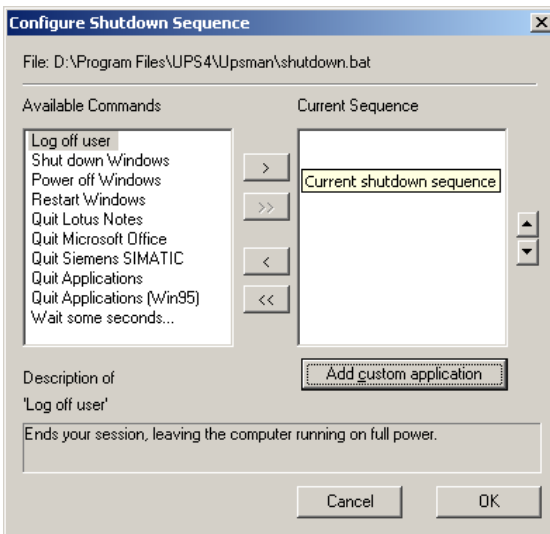 Configure Shutdown Sequence
File: D:\Program Files\UPS4\Upsman\shutdown.bat
Available Commands
Current Sequence
Log off user
Shut down Windows
Power off Windows
Restart Windows
Quit Lotus Notes
Quit Microsoft Office
Quit Siemens SIMATIC
Quit Applications
Quit Applications (Win95)
Wait some seconds...
>
>>
<
<<
Current shutdown sequence
Add custom application
Description of
'Log off user'
Ends your session, leaving the computer running on full power.
Cancel
OK